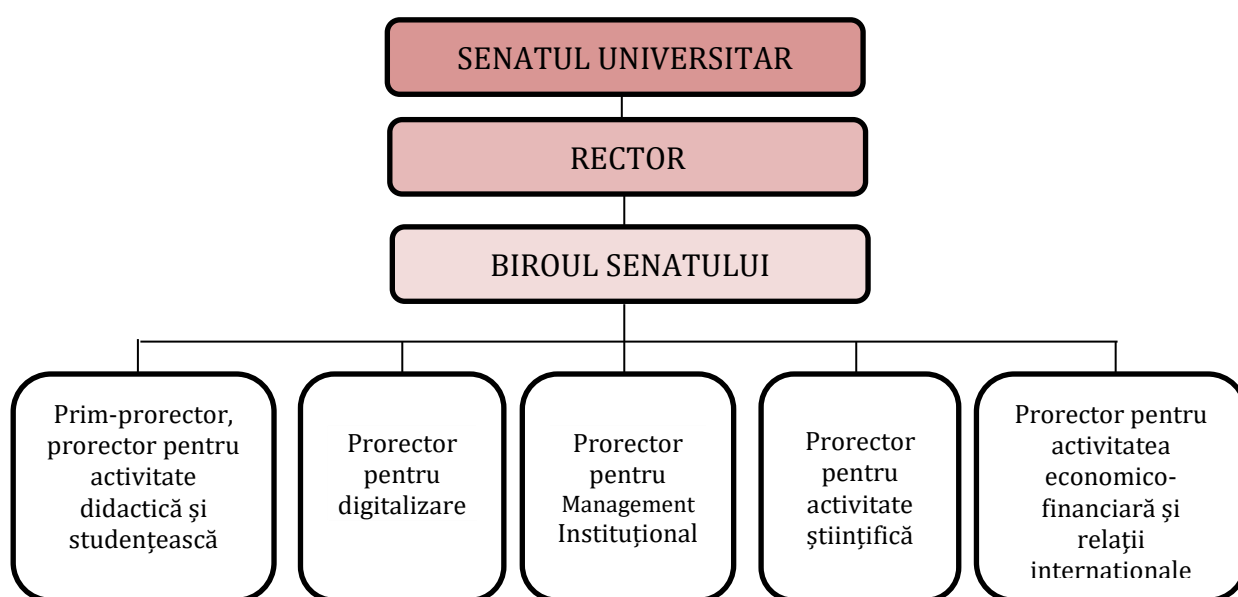 SENATUL UNIVERSITAR
RECTOR
BIROUL SENATULUI
Prim-prorector,
prorector pentru
activitate
didactică și
studențească
Prorector
pentru
digitalizare
Prorector
pentru
Management
Instituțional
Prorector
pentru
activitate
științifică
Prorector pentru
activitatea
economico-
financiară și
relații
internaționale